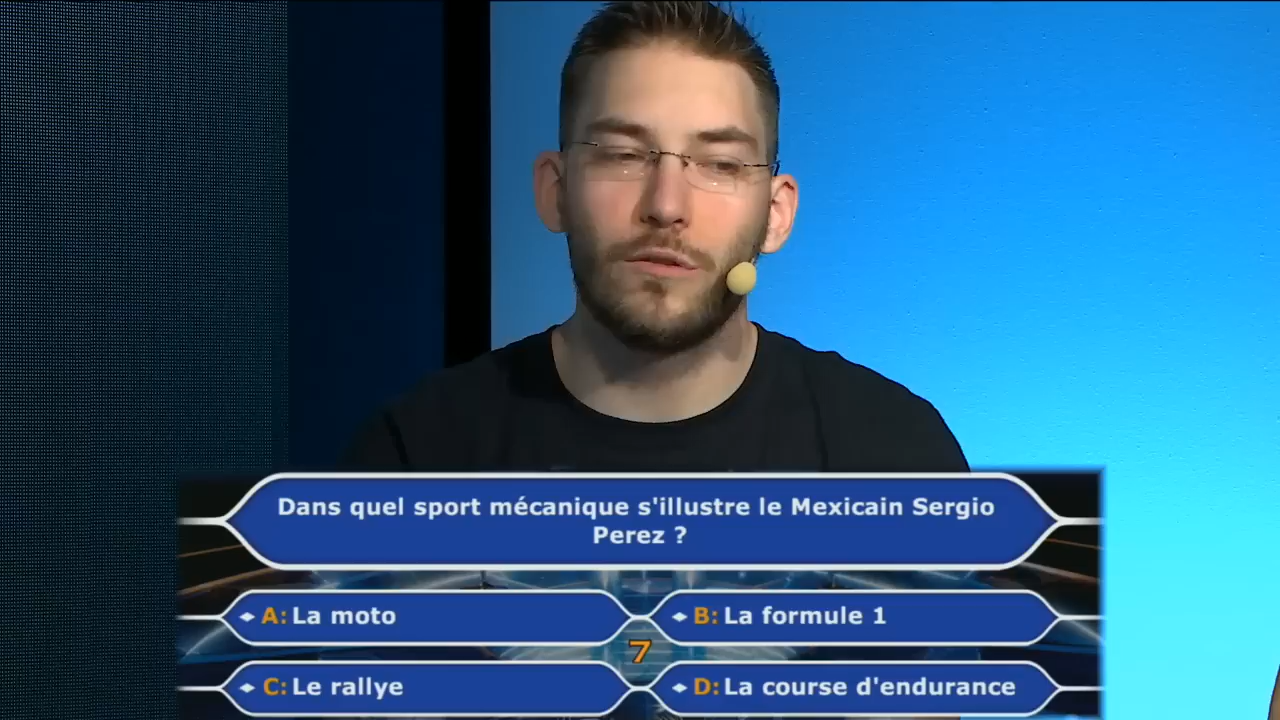 Dans quel sport mécanique s'illustre le Mexicain Sergio
Perez ?
A: La moto
B: La formule 1
7
C: Le rallye
D: La course d'endurance